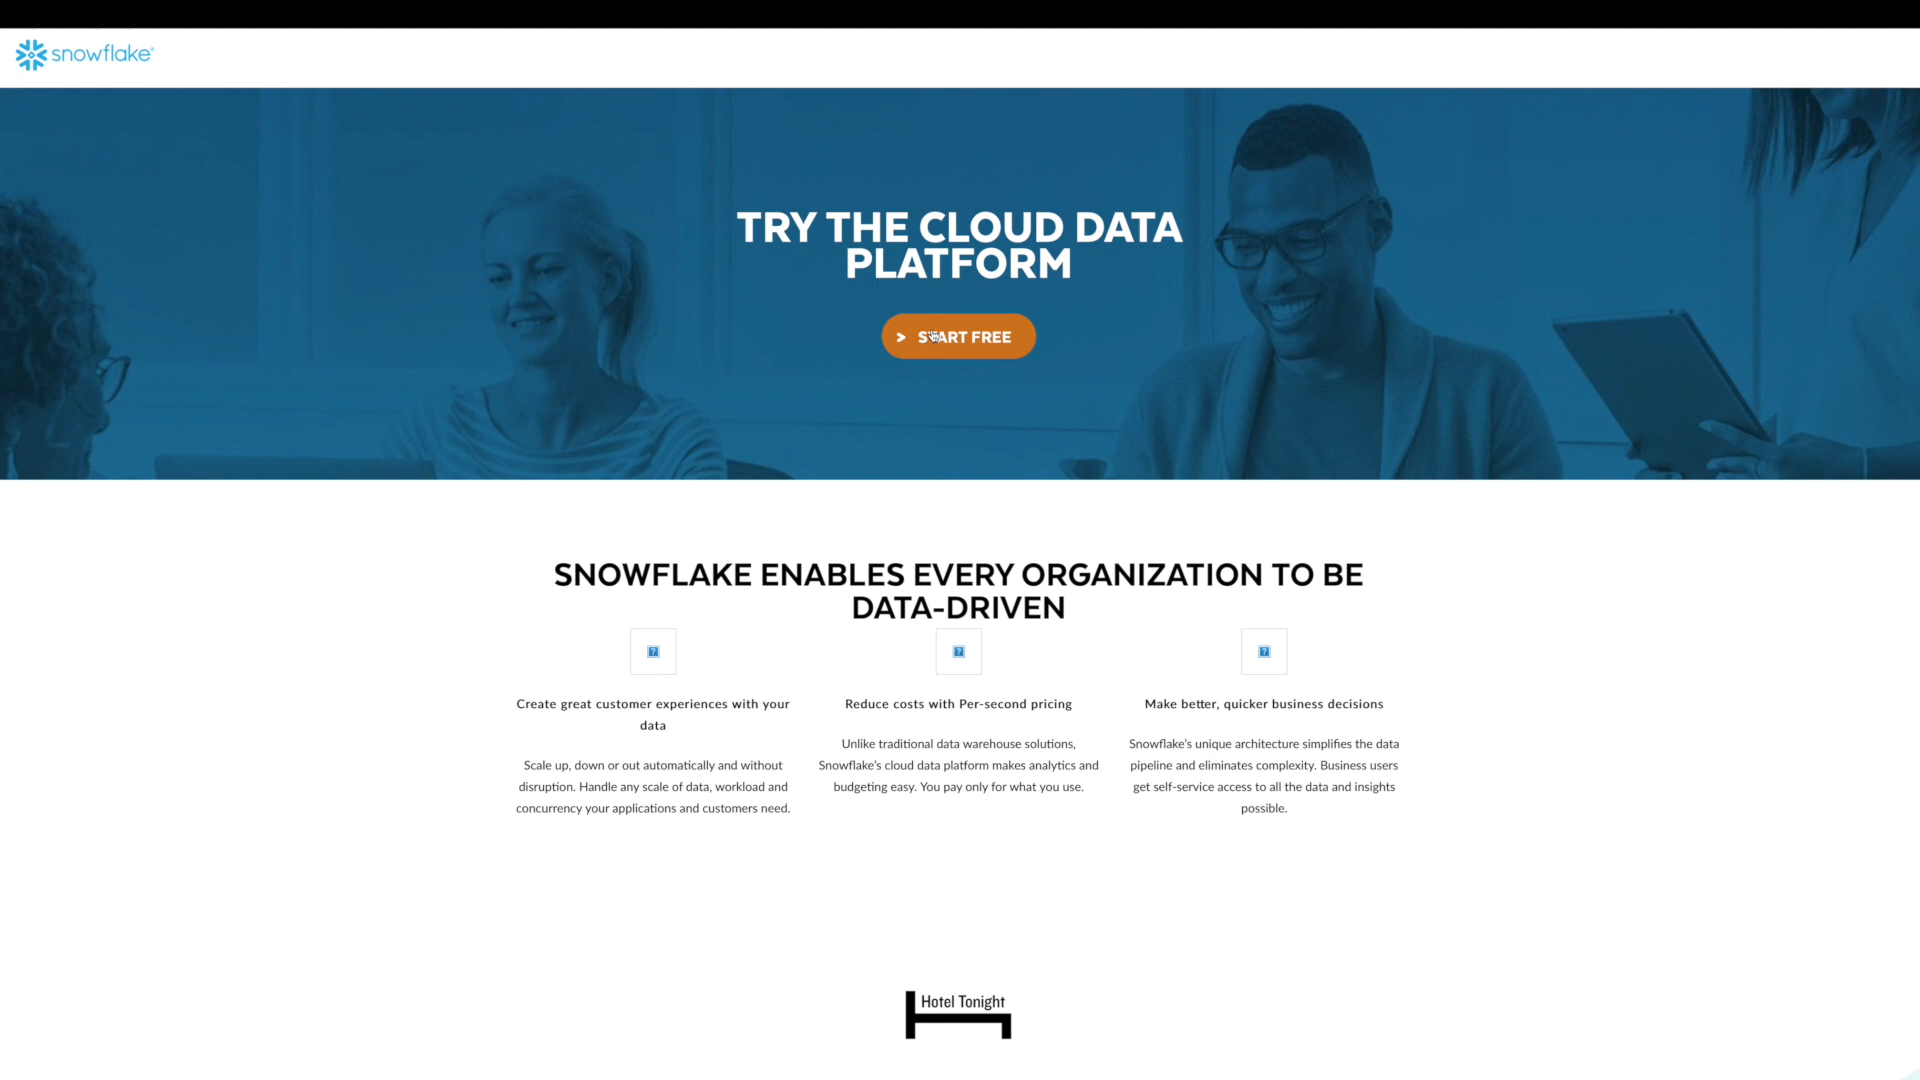 snowflake
TRY THE CLOUD DATA
PLATFORM
> START FREE
SNOWFLAKE ENABLES EVERY ORGANIZATION TO BE
DATA-DRIVEN
Create great customer experiences with your
data
Scale up, down or out automatically and without
disruption. Handle any scale of data, workload and
concurrency your applications and customers need.
Reduce costs with Per-second pricing
Unlike traditional data warehouse solutions,
Snowflake’s cloud data platform makes analytics and
budgeting easy. You pay only for what you use.
Make better, quicker business decisions
Snowflake’s unique architecture simplifies the data
pipeline and eliminates complexity. Business users
get self-service access to all the data and insights
possible.
Hotel Tonight